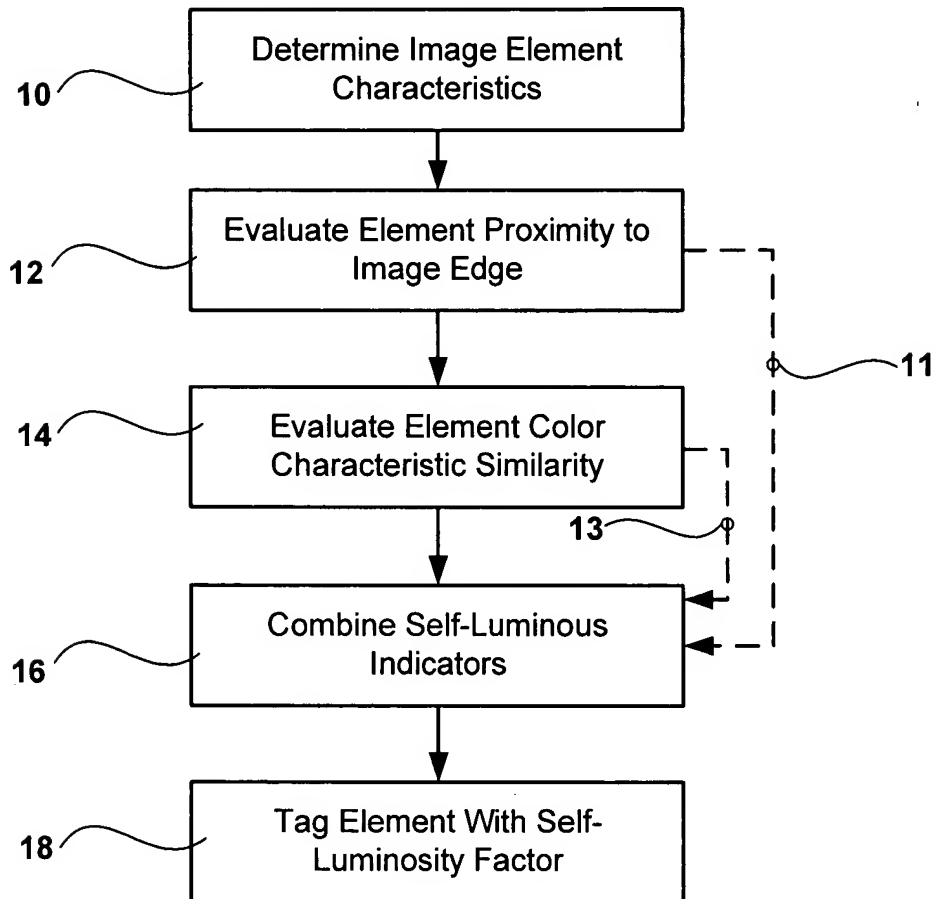 Determine Image Element
Characteristics
10
Evaluate Element Proximity to
Image Edge
12
11
Evaluate Element Color
Characteristic Similarity
14
13
Combine Self-Luminous
Indicators
16
Tag Element With Self-
Luminosity Factor
18